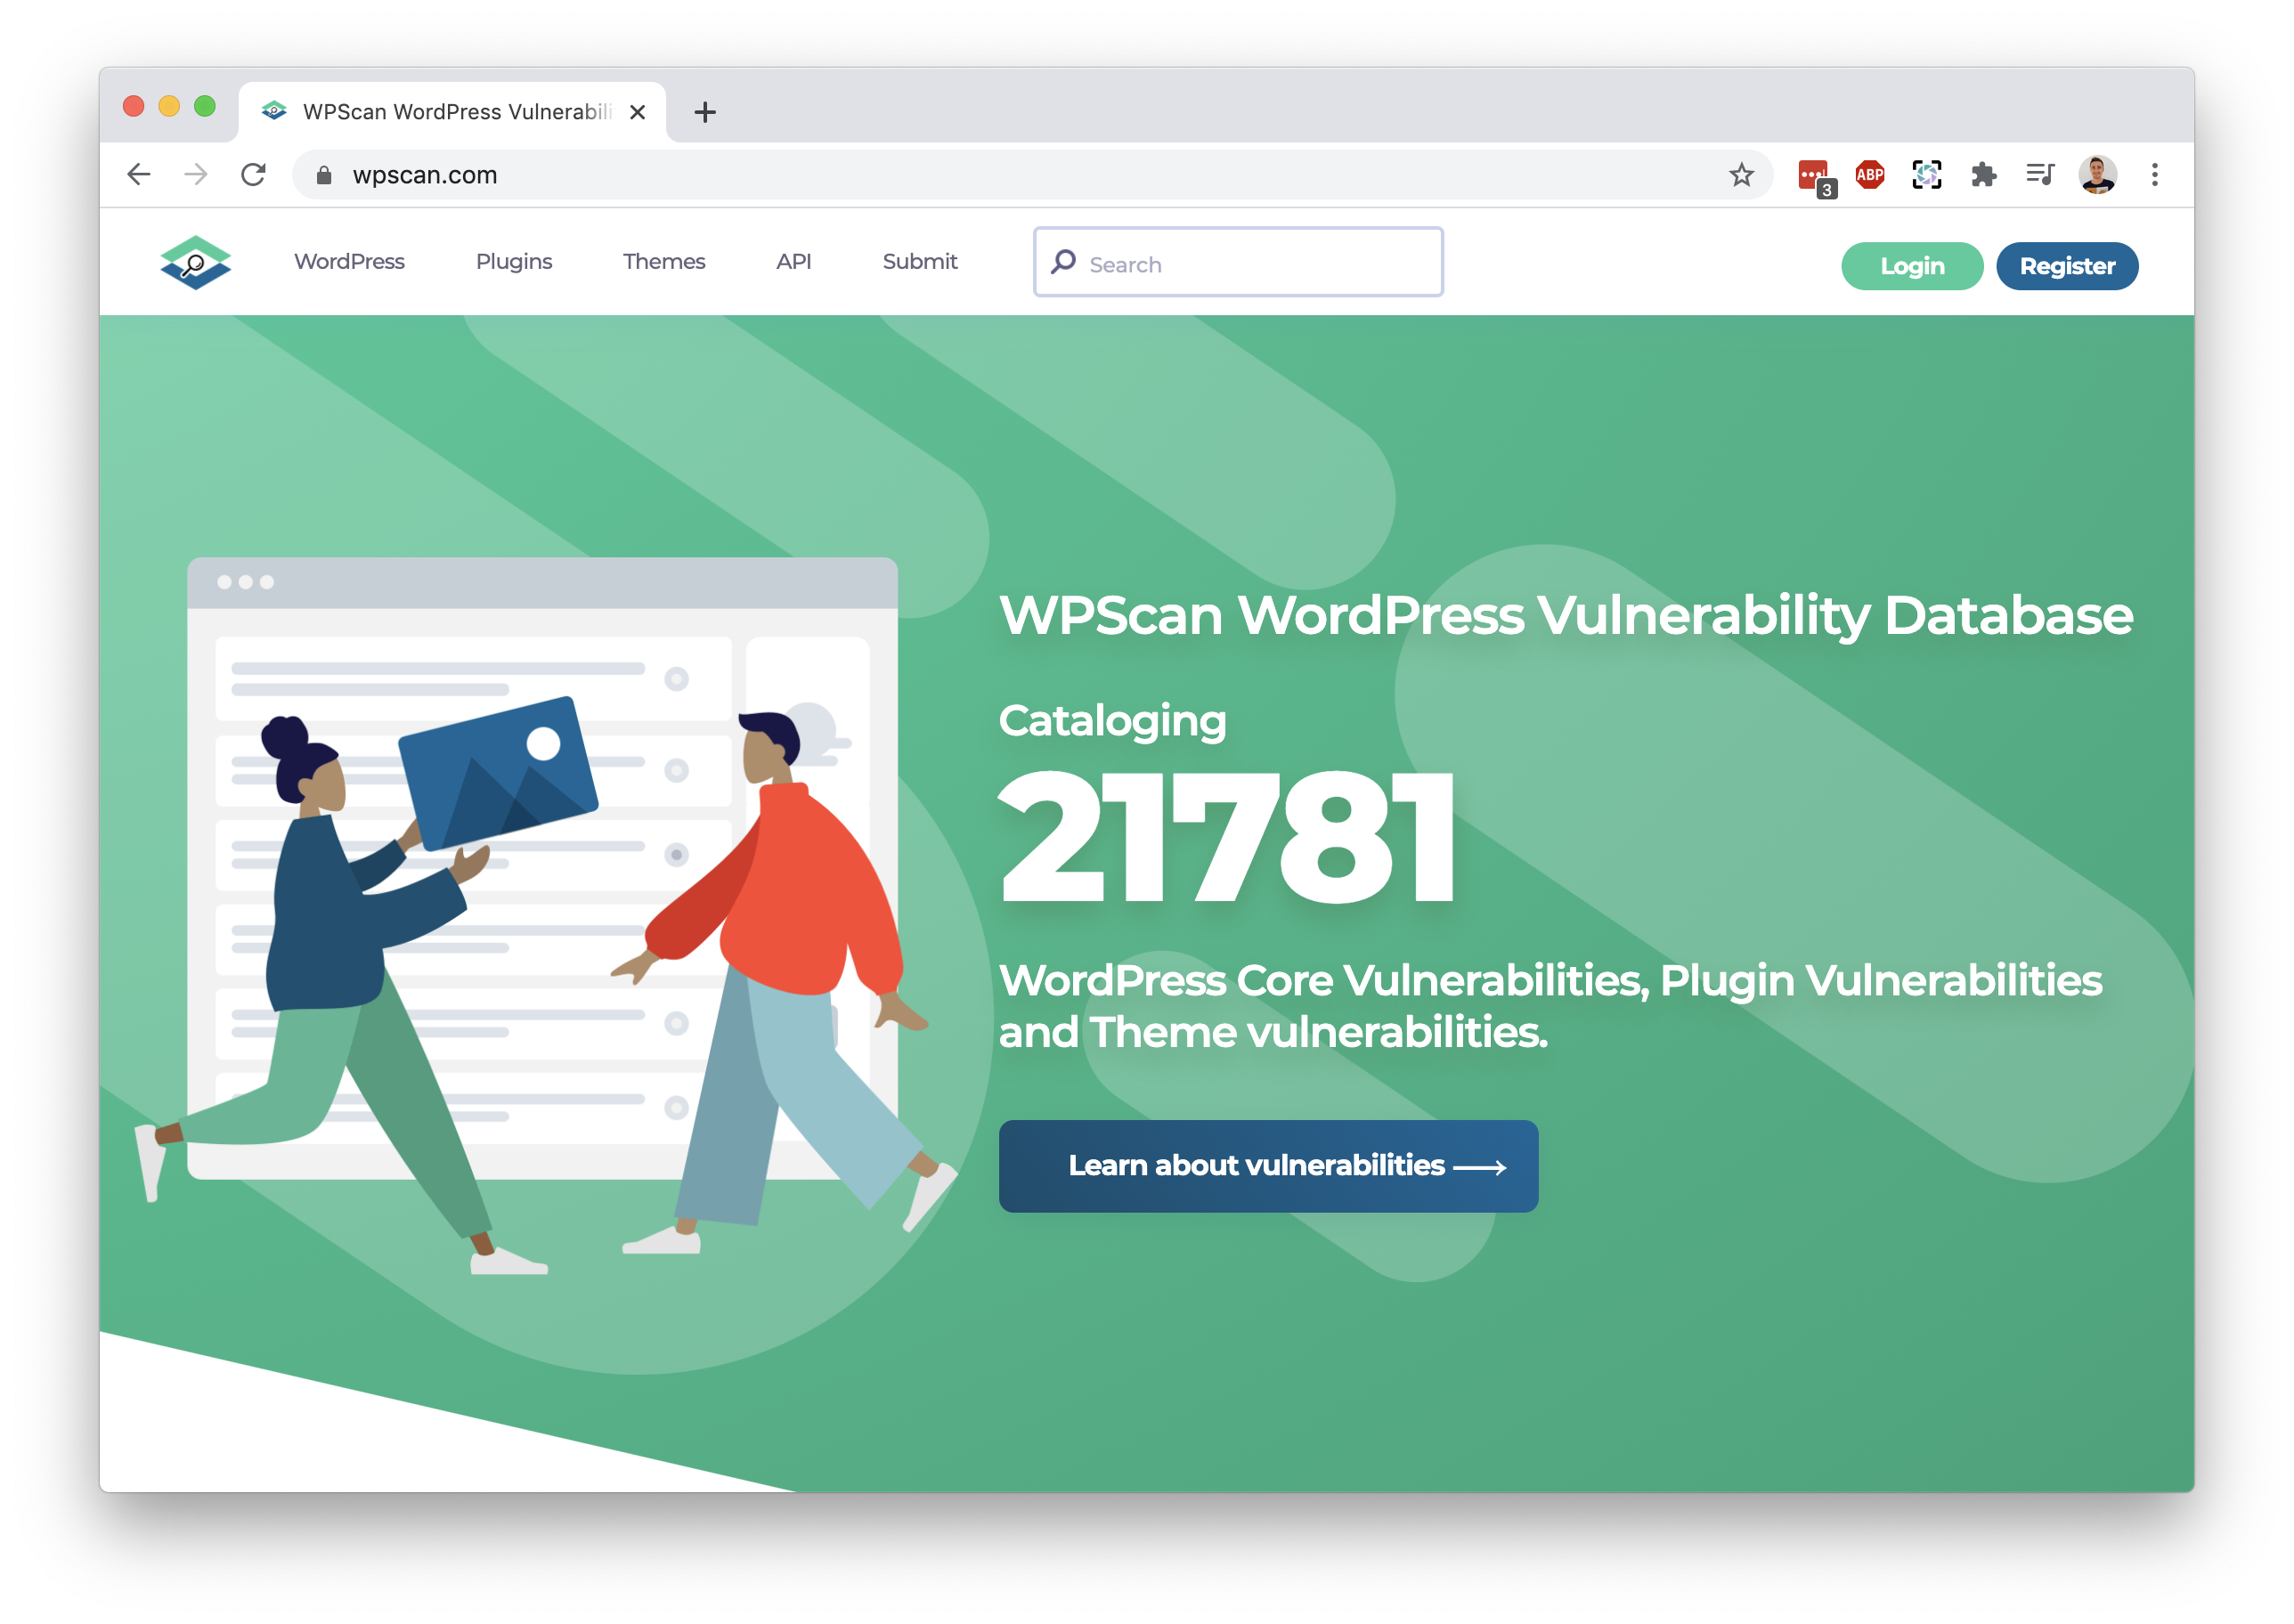 WPScan WordPress Vulnerabili
wpscan.com
3
ABP
WordPress Plugins Themes API Submit Search Login Register
WPScan WordPress Vulnerability Database
Cataloging
21781
WordPress Core Vulnerabilities, Plugin Vulnerabilities
and Theme vulnerabilities.
Learn about vulnerabilities